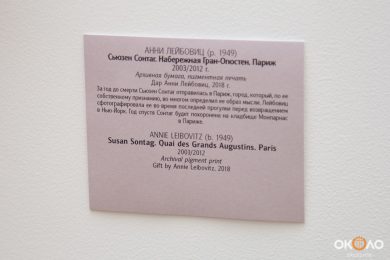 АННИ ЛЕЙБОВИЦ (р. 1949)
Сьюзен Сонтаг. Набережная Гран-Опостен. Париж
2003/2012 г.
Архивная бумага, пигментная печать
Дар Анни Лейбовиц, 2018 г.
За год до смерти Сьюзен Сонтаг отправилась в Париж, город, который, по ее
собственному признанию, во многом определил ее образ мысли. Лейбовиц
сфотографировала ее во время последней прогулки перед возвращением
в Нью-Йорк. Год спустя Сонтаг будет похоронена на кладбище Монпарнас
в Париже.
ANNIE LEIBOVITZ (b. 1949)
Susan Sontag. Quai des Grands Augustins. Paris
2003/2012
Archival pigment print
Gift by Annie Leibovitz. 2018
ОКОЛО